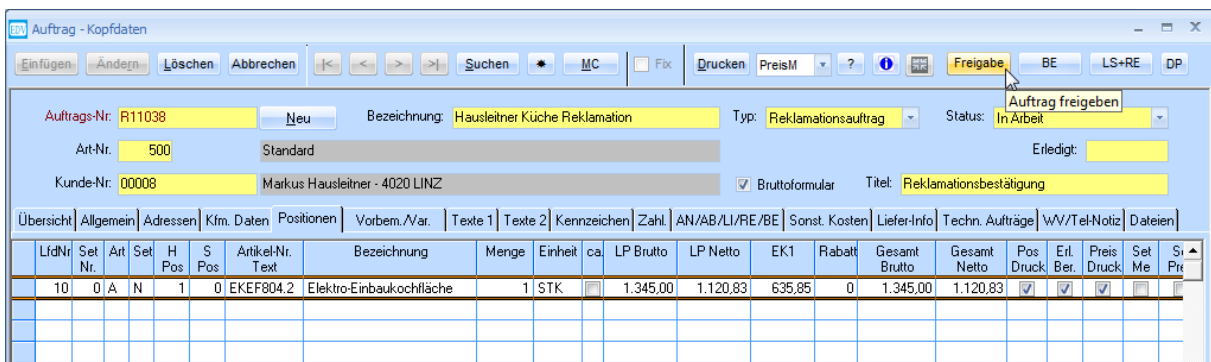 EDV Auftrag - Kopfdaten
Einfügen Ändern Löschen Abbrechen |< < > >| Suchen * MC Fix Drucken PreisM ? i Freigabe BE LS+RE DP
Auftrag freigeben
Auftrags-Nr: R11038 Neu Bezeichnung: Hausleitner Küche Reklamation Typ: Reklamationsauftrag Status: In Arbeit
Art-Nr. 500 Standard Erledigt:
Kunde-Nr: 00008 Markus Hausleitner - 4020 LINZ Bruttoformular Titel: Reklamationsbestätigung
Übersicht Allgemein Adressen Kfm. Daten Positionen Vorbem./Var. Texte 1 Texte 2 Kennzeichen Zahl. AN/AB/LI/RE/BE Sonst. Kosten Liefer-Info Techn. Aufträge WV/Tel-Notiz Dateien
LfdNr Set Art Set H S Artikel-Nr. Bezeichnung Menge Einheit ca. LP Brutto LP Netto EK1 Rabatt Gesamt Gesamt Pos Erl. Preis Set
Nr. Pos Pos Text Brutto Netto Druck Ber. Druck Me
10 0 A N 1 0 EKEF804.2 Elektro-Einbaukochfläche 1 STK 1.345,00 1.120,83 635,85 0 1.345,00 1.120,83